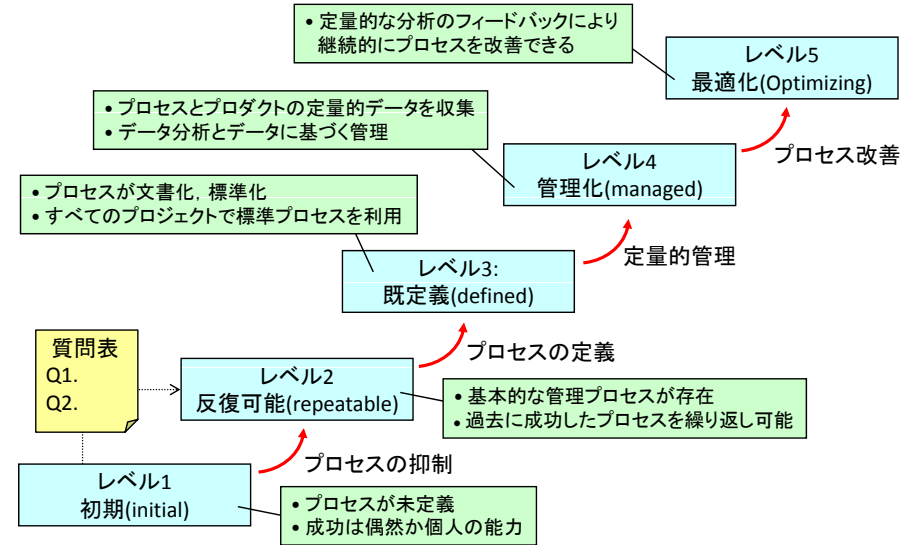 • 定量的な分析のフィードバックにより
継続的にプロセスを改善できる
レベル5
最適化(Optimizing)
• プロセスとプロダクトの定量的データを収集
• データ分析とデータに基づく管理
プロセス改善
レベル4
管理化(managed)
• プロセスが文書化, 標準化
• すべてのプロジェクトで標準プロセスを利用
定量的管理
レベル3:
既定義(defined)
質問表
Q1.
Q2.
プロセスの定義
レベル2
反復可能(repeatable)
• 基本的な管理プロセスが存在
• 過去に成功したプロセスを繰り返し可能
プロセスの抑制
レベル1
初期(initial)
• プロセスが未定義
• 成功は偶然か個人の能力